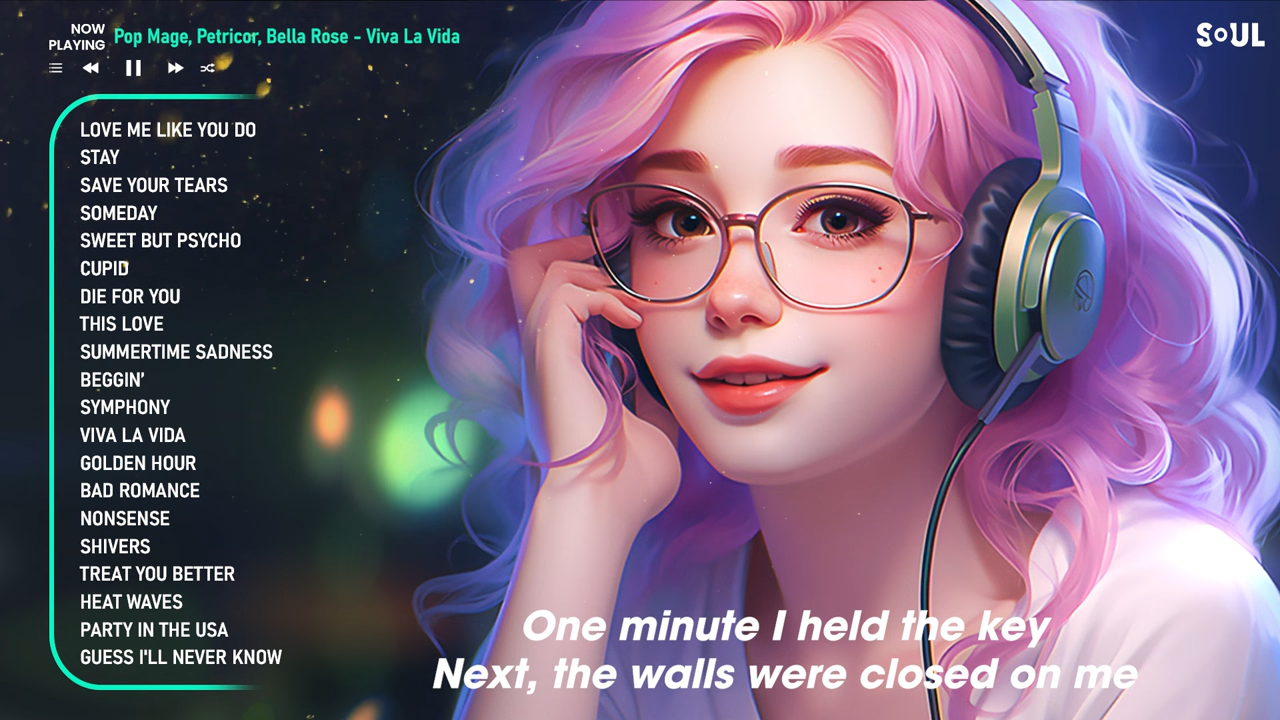 NOW
PLAYING
Pop Mage, Petricor, Bella Rose - Viva La Vida
SOUL
LOVE ME LIKE YOU DO
STAY
SAVE YOUR TEARS
SOMEDAY
SWEET BUT PSYCHO
CUPID
DIE FOR YOU
THIS LOVE
SUMMERTIME SADNESS
BEGGIN'
SYMPHONY
VIVA LA VIDA
GOLDEN HOUR
BAD ROMANCE
NONSENSE
SHIVERS
TREAT YOU BETTER
HEAT WAVES
PARTY IN THE USA
GUESS I'LL NEVER KNOW
One minute I held the key
Next, the walls were closed on me